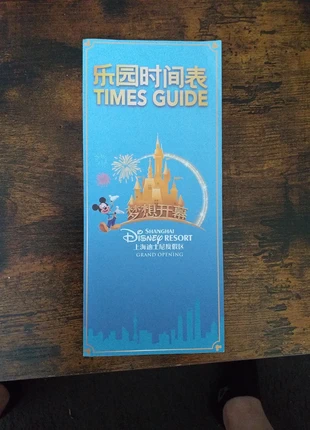 乐园时间表
TIMES GUIDE
梦想开幕
SHANGHAI
DISNEY RESORT
上海迪士尼度假区
GRAND OPENING